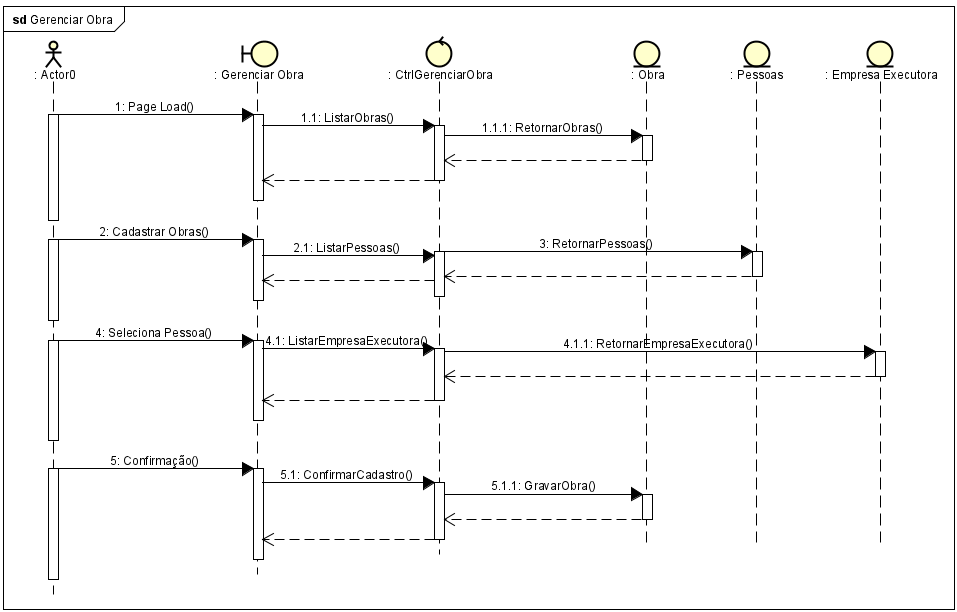 sd Gerenciar Obra
: Actor0
: Gerenciar Obra
: CtrlGerenciarObra
: Obra
: Pessoas
: Empresa Executora
1: Page Load()
1.1: ListarObras()
1.1.1: RetornarObras()
2: Cadastrar Obras()
2.1: ListarPessoas()
3: RetornarPessoas()
4: Seleciona Pessoa()
4.1: ListarEmpresaExecutora()
4.1.1: RetornarEmpresaExecutora()
5: Confirmação()
5.1: ConfirmarCadastro()
5.1.1: GravarObra()